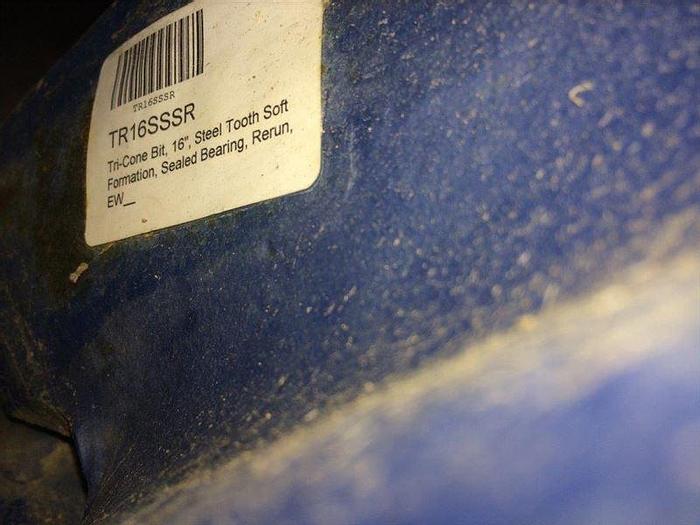 TR16SSSR
TR16SSSR
Tri-Cone Bit, 16", Steel Tooth Soft
Formation, Sealed Bearing, Rerun,
EW__